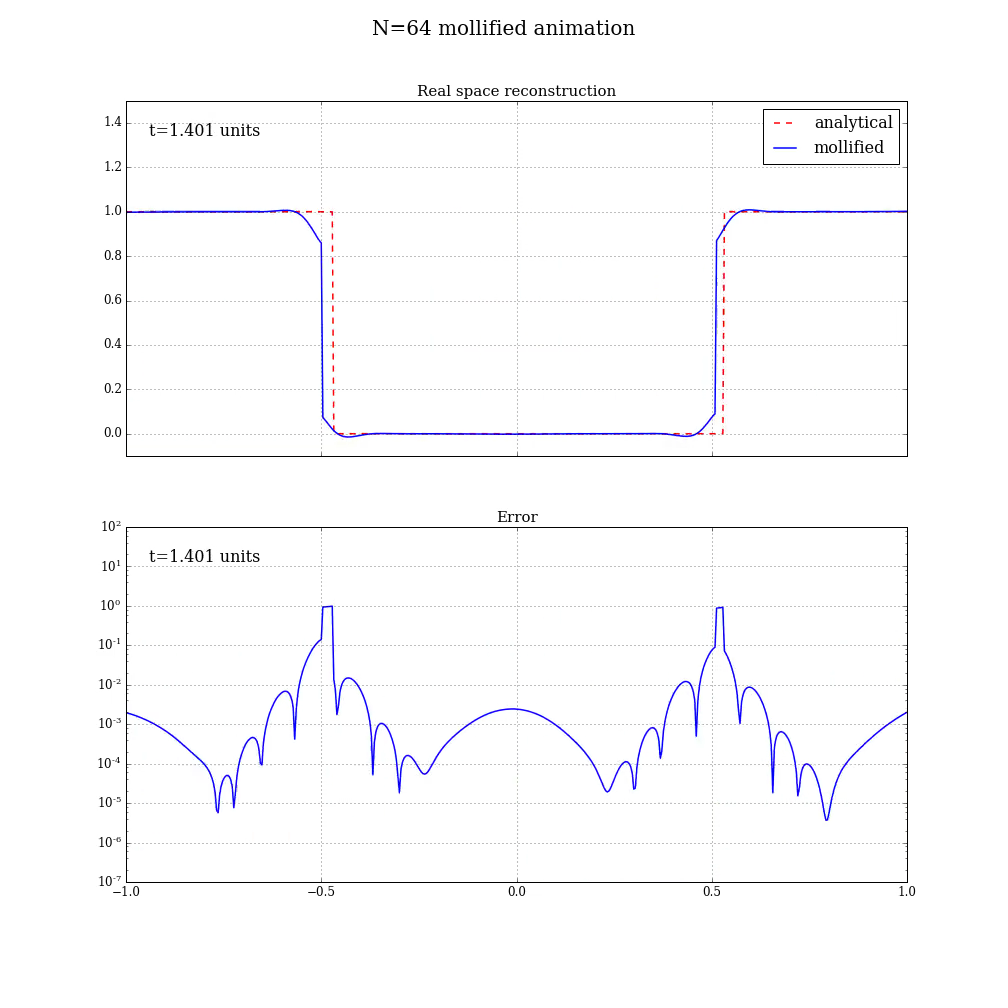 N=64 mollified animation
Real space reconstruction
t=1.401 units
analytical
mollified
1.4
1.2
1.0
0.8
0.6
0.4
0.2
0.0
Error
t=1.401 units
10²
10¹
10⁰
10⁻¹
10⁻²
10⁻³
10⁻⁴
10⁻⁵
10⁻⁶
10⁻⁷
−1.0 −0.5 0.0 0.5 1.0